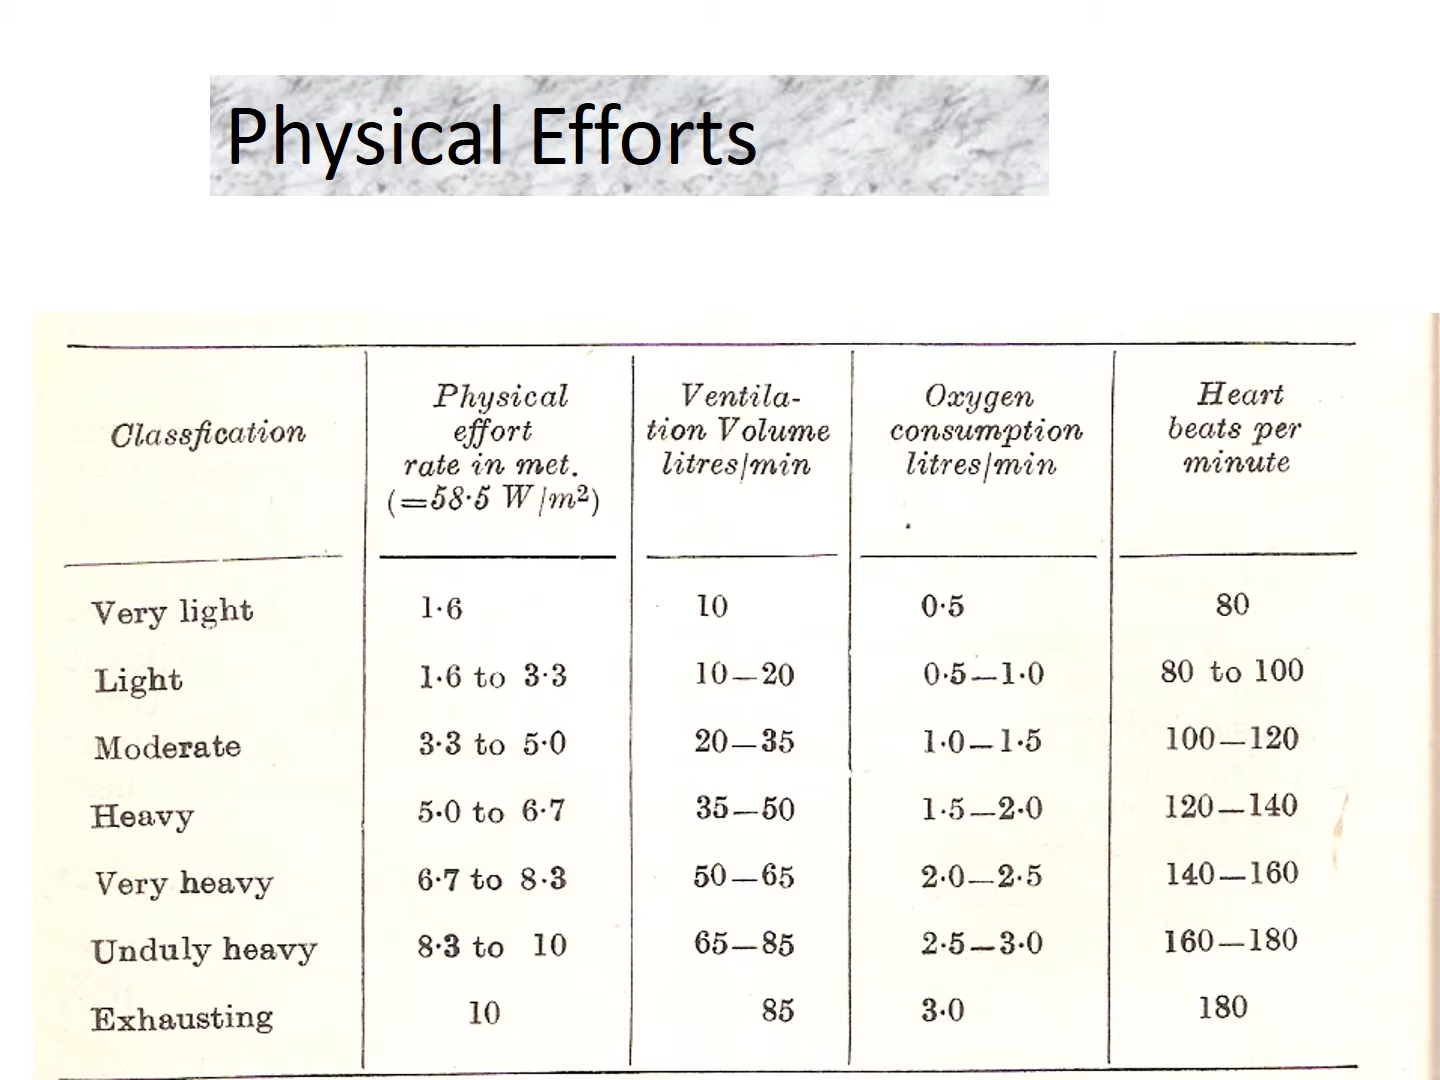 Physical Efforts
Classfication
Physical
effort
rate in met.
(=58·5 W/m²)
Ventila-
tion Volume
litres/min
Oxygen
consumption
litres/min
Heart
beats per
minute
Very light 1·6 10 0·5 80
Light 1·6 to 3·3 10—20 0·5—1·0 80 to 100
Moderate 3·3 to 5·0 20—35 1·0—1·5 100—120
Heavy 5·0 to 6·7 35—50 1·5—2·0 120—140
Very heavy 6·7 to 8·3 50—65 2·0—2·5 140—160
Unduly heavy 8·3 to 10 65—85 2·5—3·0 160—180
Exhausting 10 85 3·0 180